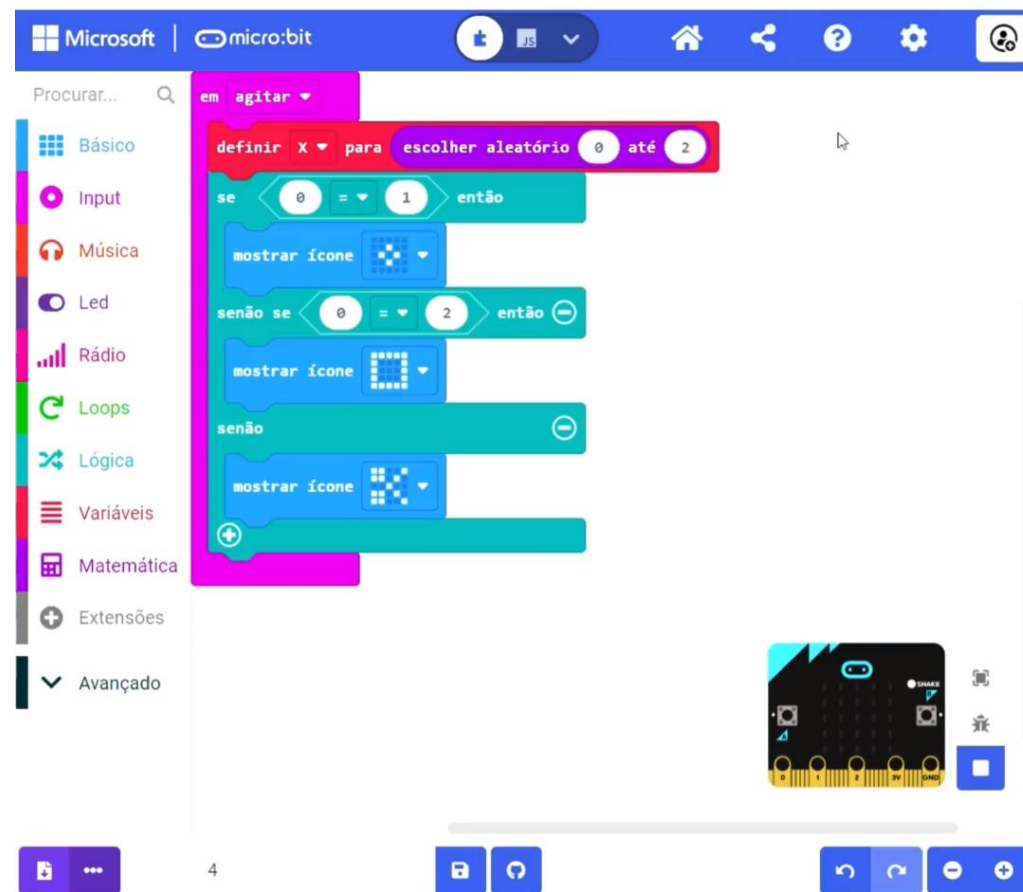 Microsoft | micro:bit
JS
Procurar...
Básico
Input
Música
Led
Rádio
Loops
Lógica
Variáveis
Matemática
Extensões
Avançado
em agitar
definir X para escolher aleatório 0 até 2
se 0 = 1 então
mostrar ícone
senão se 0 = 2 então
mostrar ícone
senão
mostrar ícone
SHAKE
B
A
0 1 2 3V GND
4